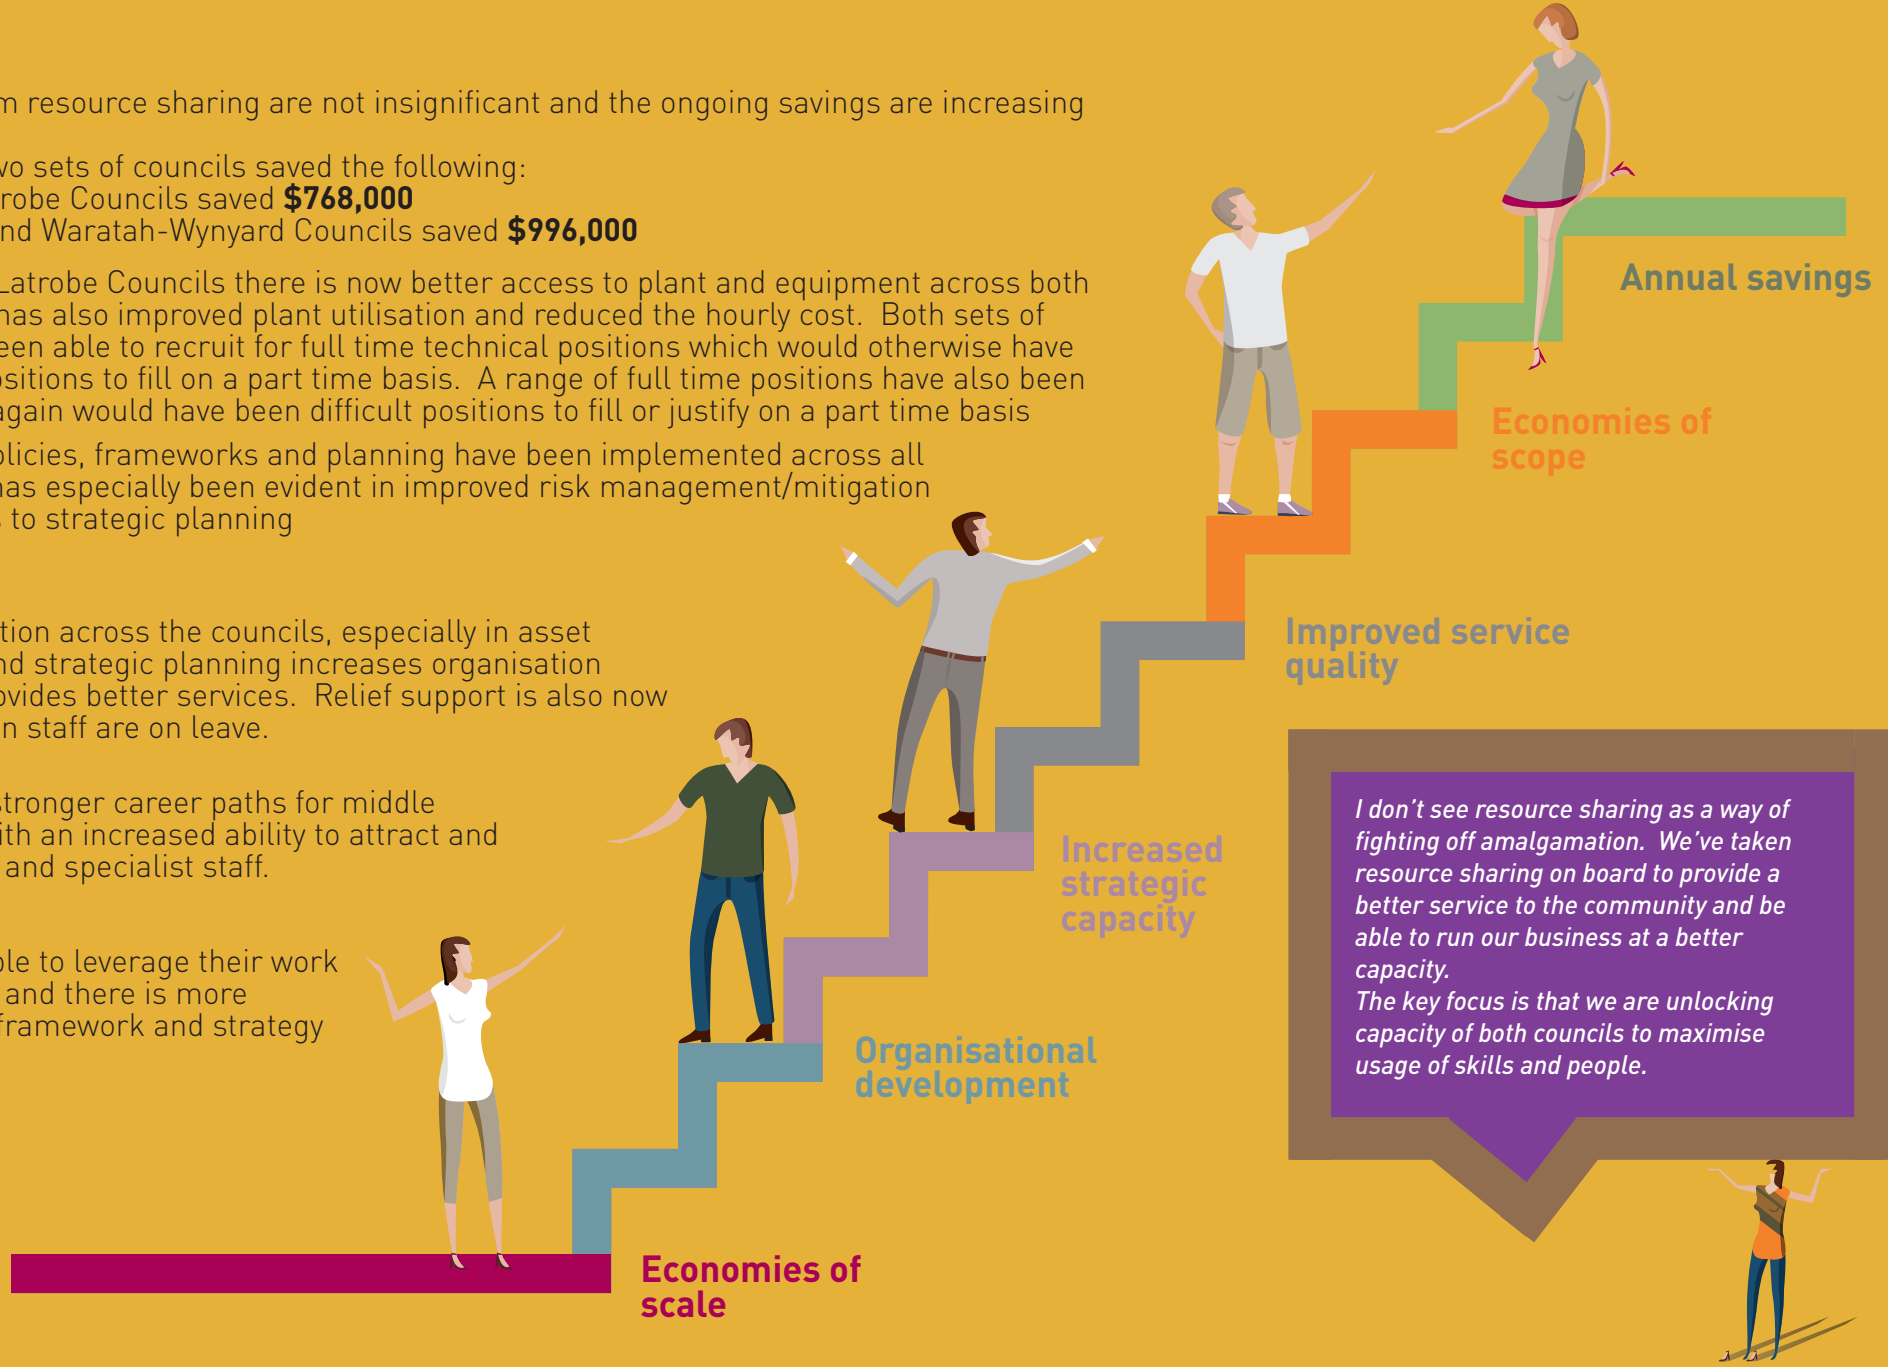 m resource sharing are not insignificant and the ongoing savings are increasing
wo sets of councils saved the following:
robe Councils saved $768,000
nd Waratah-Wynyard Councils saved $996,000
Latrobe Councils there is now better access to plant and equipment across both
has also improved plant utilisation and reduced the hourly cost.  Both sets of
een able to recruit for full time technical positions which would otherwise have
ositions to fill on a part time basis.  A range of full time positions have also been
again would have been difficult positions to fill or justify on a part time basis
olicies, frameworks and planning have been implemented across all
has especially been evident in improved risk management/mitigation
s to strategic planning
tion across the councils, especially in asset
nd strategic planning increases organisation
ovides better services.  Relief support is also now
n staff are on leave.
stronger career paths for middle
ith an increased ability to attract and
and specialist staff.
ble to leverage their work
and there is more
framework and strategy
Annual savings
Economies of
scope
Improved service
quality
Increased
strategic
capacity
Organisational
development
Economies of
scale
I don't see resource sharing as a way of
fighting off amalgamation.  We've taken
resource sharing on board to provide a
better service to the community and be
able to run our business at a better
capacity.
The key focus is that we are unlocking
capacity of both councils to maximise
usage of skills and people.